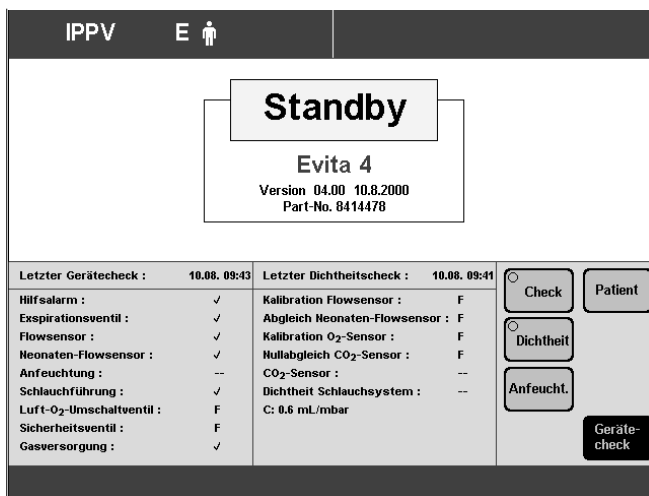 IPPV E
Standby
Evita 4
Version 04.00 10.8.2000
Part-No. 8414478
Letzter Gerätecheck : 10.08. 09:43
Hilfsalarm : ✓
Exspirationsventil : ✓
Flowsensor : ✓
Neonaten-Flowsensor : ✓
Anfeuchtung : --
Schlauchführung : ✓
Luft-O₂-Umschaltventil : F
Sicherheitsventil : F
Gasversorgung : ✓
Letzter Dichtheitscheck : 10.08. 09:41
Kalibration Flowsensor : F
Abgleich Neonaten-Flowsensor : F
Kalibration O₂-Sensor : F
Nullabgleich CO₂-Sensor : F
CO₂-Sensor : --
Dichtheit Schlauchsystem : --
C: 0.6 mL/mbar
Check
Patient
Dichtheit
Anfeucht.
Geräte-
check